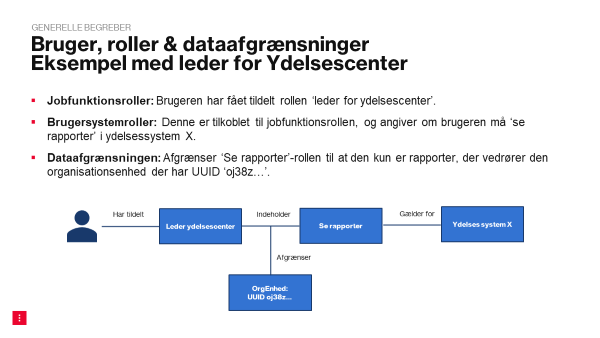 GENERELLE BEGREBER
Bruger, roller & dataafgrænsninger
Eksempel med leder for Ydelsescenter
Jobfunktionsroller: Brugeren har fået tildelt rollen ‘leder for ydelsescenter’.
Brugersystemroller: Denne er tilkoblet til jobfunktionsrollen, og angiver om brugeren må ‘se
rapporter’ i ydelsessystem X.
Dataafgrænsningen: Afgrænser ‘Se rapporter’-rollen til at den kun er rapporter, der vedrører den
organisationsenhed der har UUID ‘oj38z…’.
Har tildelt
Leder ydelsescenter
Indeholder
Se rapporter
Gælder for
Ydelses system X
Afgrænser
OrgEnhed:
UUID oj38z…